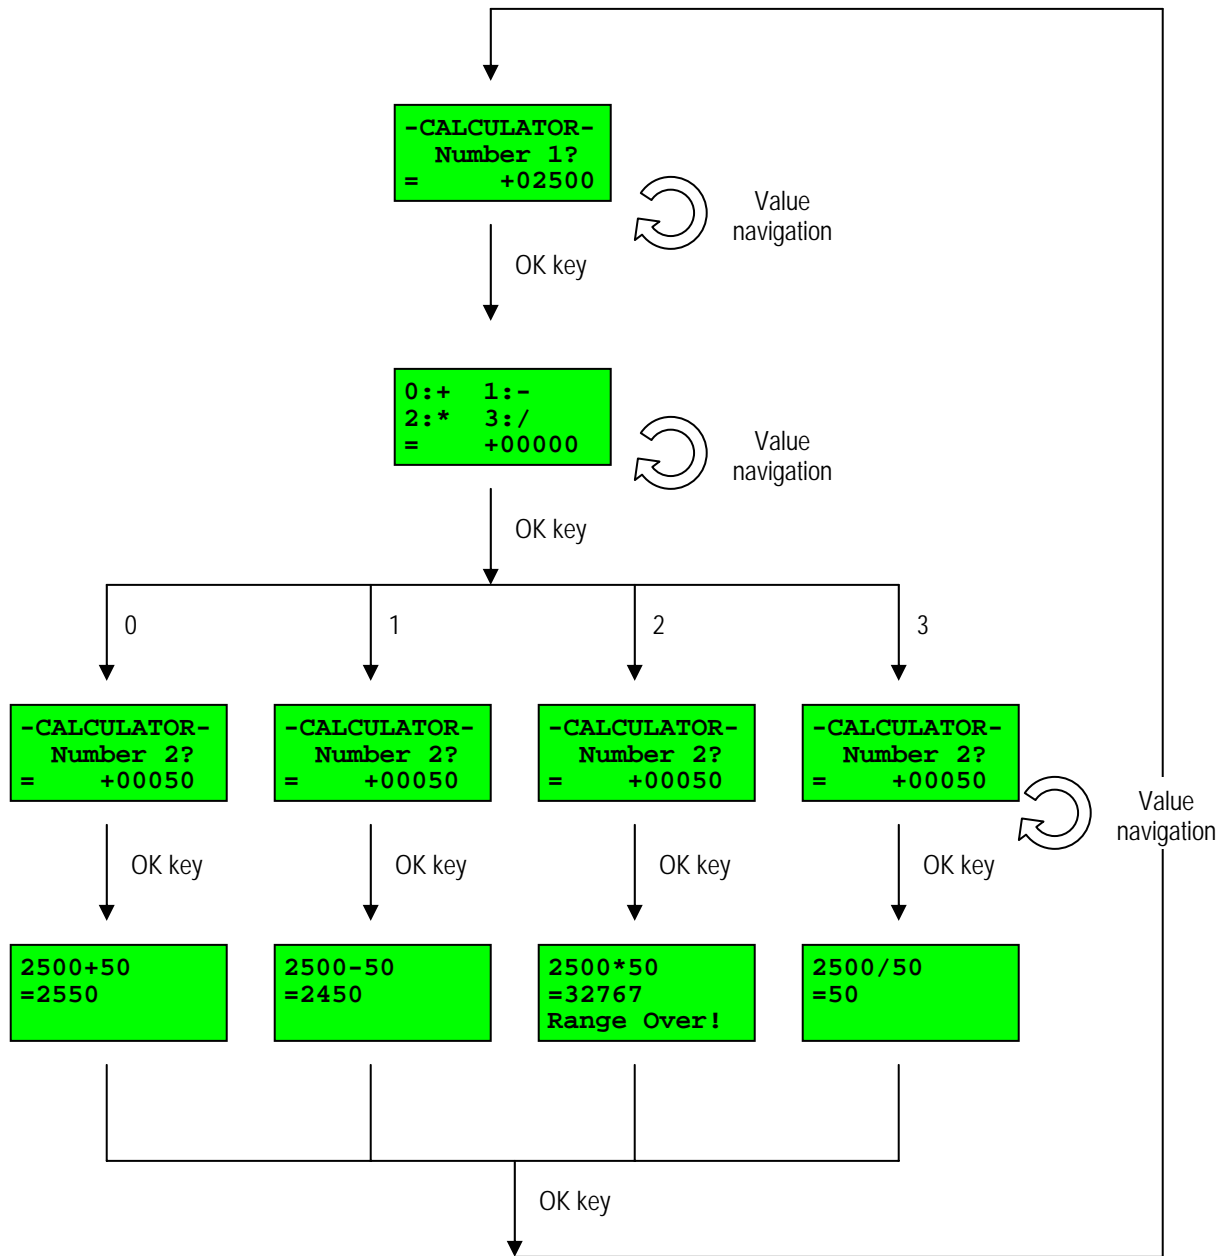 -CALCULATOR-
Number 1?
= +02500
Value
navigation
OK key
0:+ 1:-
2:* 3:/
= +00000
Value
navigation
OK key
0
1
2
3
-CALCULATOR-
Number 2?
= +00050
-CALCULATOR-
Number 2?
= +00050
-CALCULATOR-
Number 2?
= +00050
-CALCULATOR-
Number 2?
= +00050
Value
navigation
OK key
OK key
OK key
OK key
2500+50
=2550
2500-50
=2450
2500*50
=32767
Range Over!
2500/50
=50
OK key